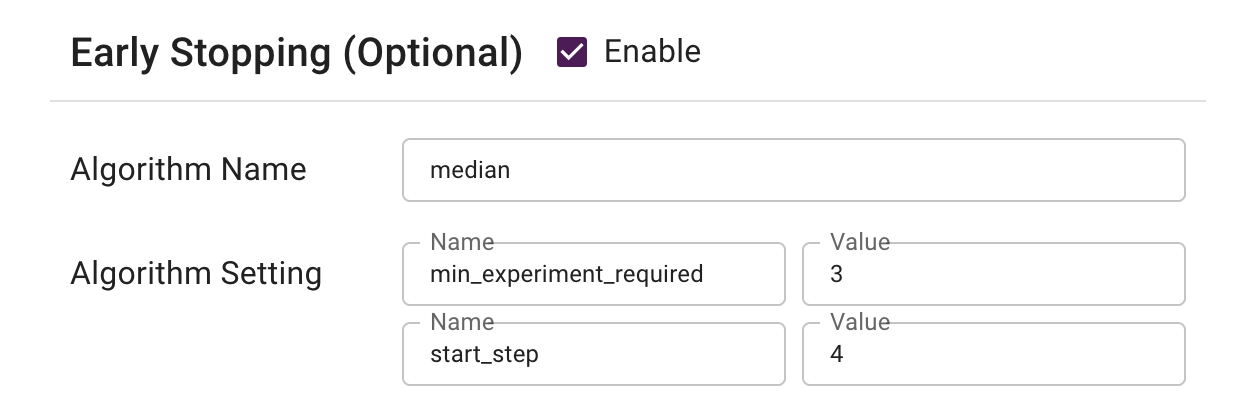 Early Stopping (Optional) Enable
Algorithm Name median
Algorithm Setting
Name Value
min_experiment_required 3
Name Value
start_step 4